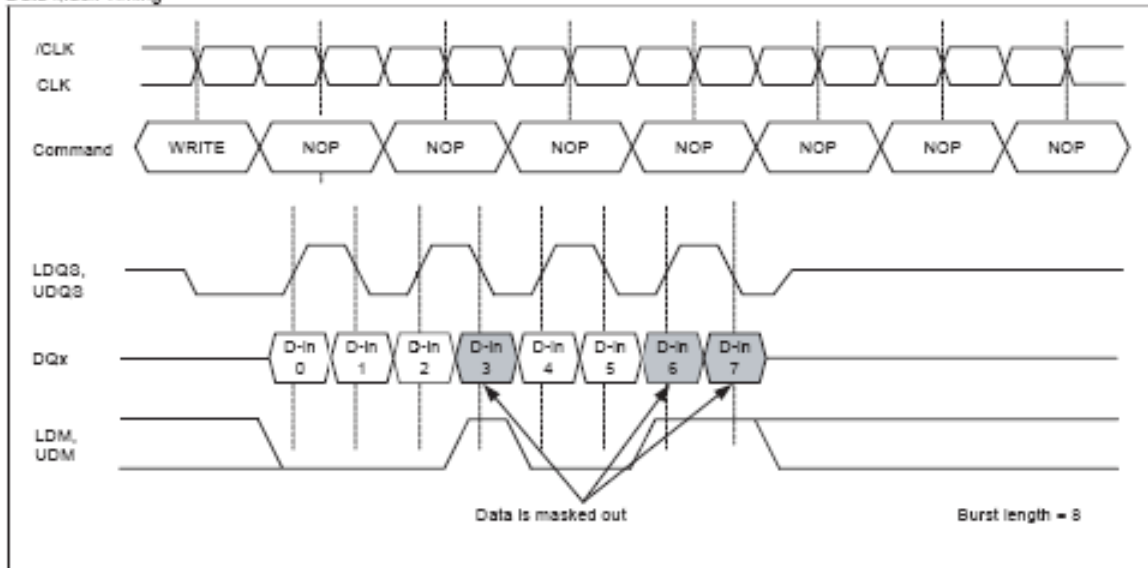 /CLK
CLK
Command WRITE NOP NOP NOP NOP NOP NOP NOP
LDQS,
UDQS
DQx D-In D-In D-In D-In D-In D-In D-In D-In
0 1 2 3 4 5 6 7
LDM,
UDM
Data is masked out Burst length = 8